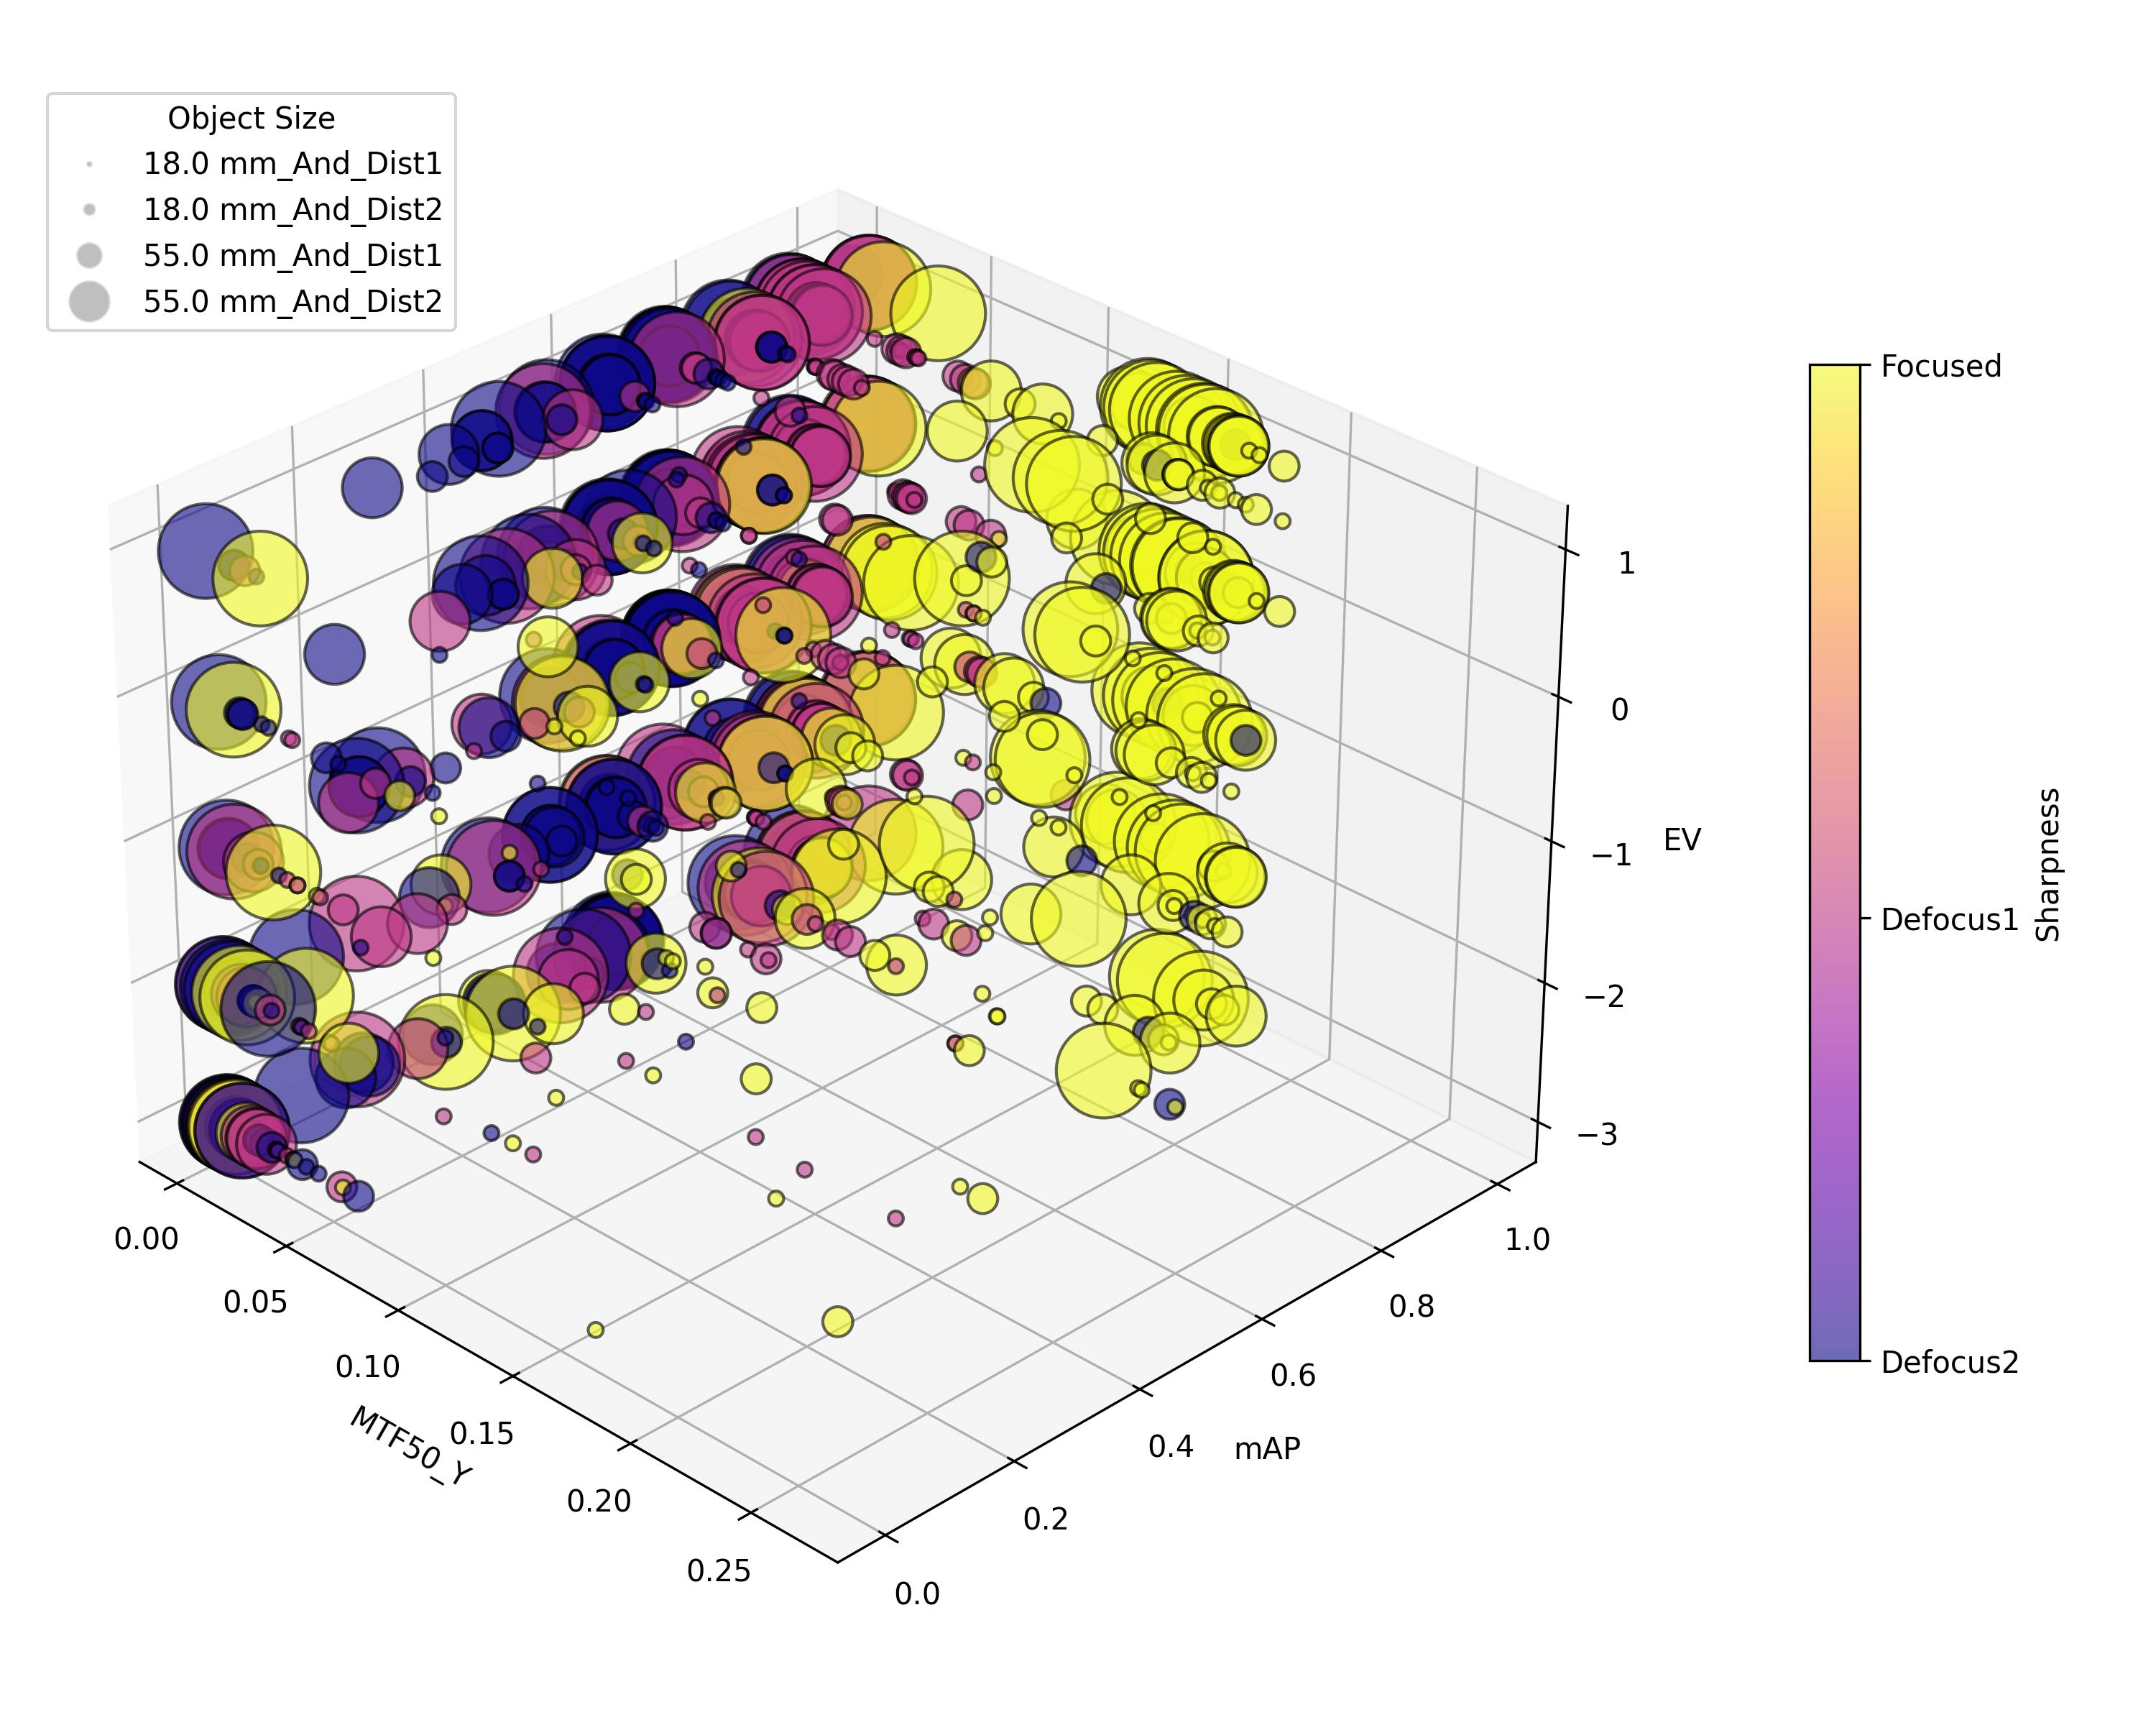 Object Size
18.0 mm_And_Dist1
18.0 mm_And_Dist2
55.0 mm_And_Dist1
55.0 mm_And_Dist2
Focused
Defocus1
Defocus2
Sharpness
1
0
−1
−2
−3
EV
0.00
0.05
0.10
0.15
0.20
0.25
MTF50_Y
0.0
0.2
0.4
0.6
0.8
1.0
mAP